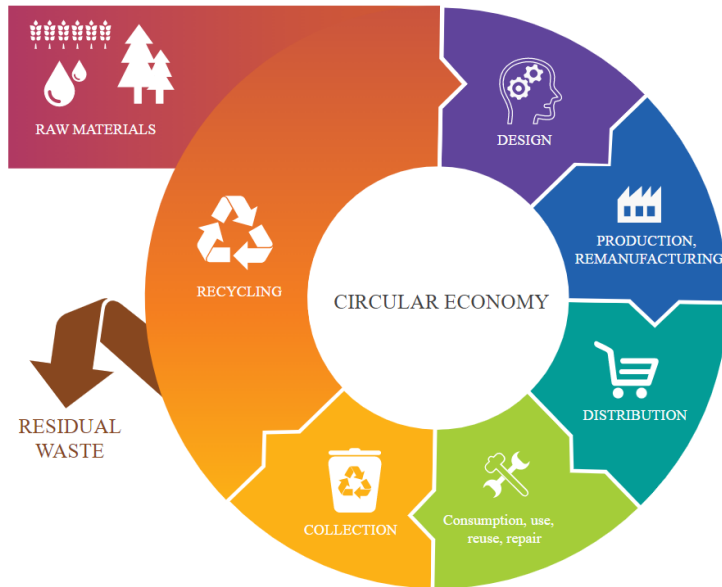 RAW MATERIALS
DESIGN
PRODUCTION,
REMANUFACTURING
RECYCLING
CIRCULAR ECONOMY
DISTRIBUTION
RESIDUAL
WASTE
COLLECTION
Consumption, use,
reuse, repair